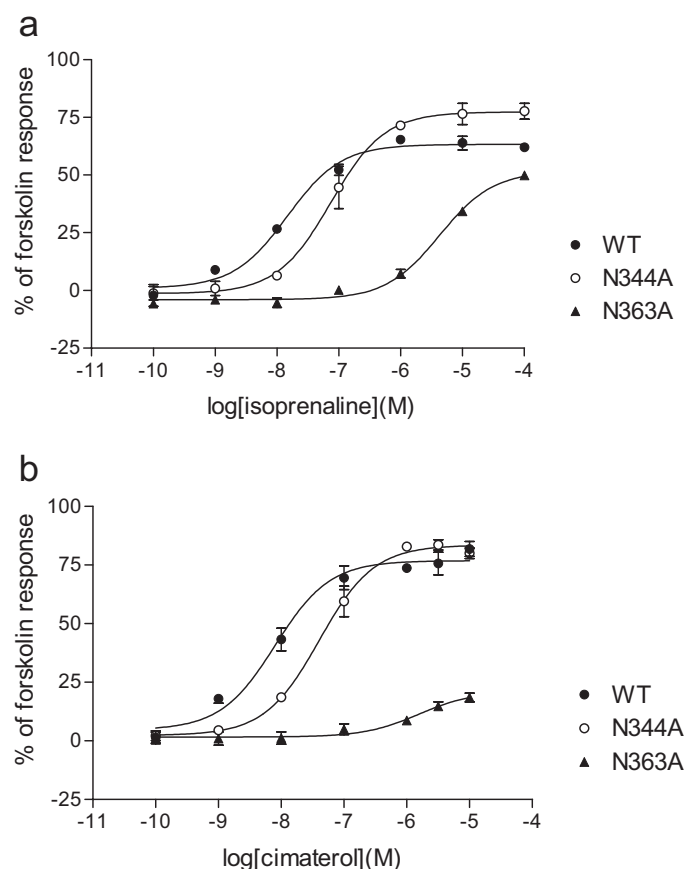 a
% of forskolin response
100
75
50
25
0
-25
-11 -10 -9 -8 -7 -6 -5 -4
log[isoprenaline](M)
WT
N344A
N363A
b
% of forskolin response
100
75
50
25
0
-25
-11 -10 -9 -8 -7 -6 -5 -4
log[cimaterol](M)
WT
N344A
N363A